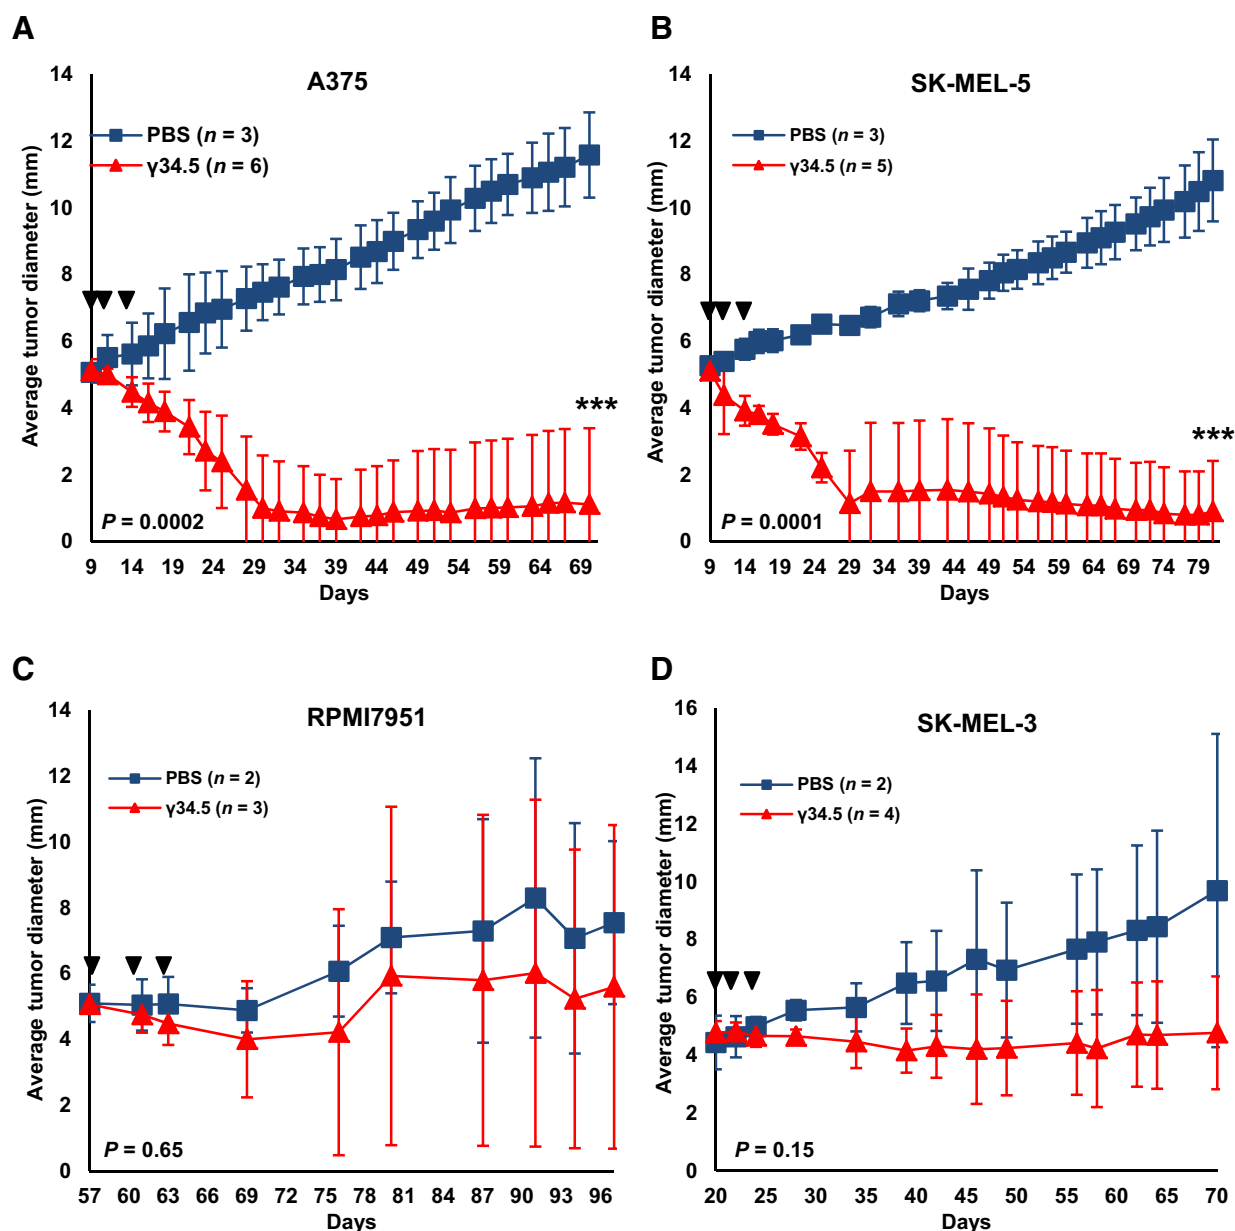 A
A375
PBS (n = 3)
γ34.5 (n = 6)
Average tumor diameter (mm)
14
12
10
8
6
4
2
0
***
P = 0.0002
9 14 19 24 29 34 39 44 49 54 59 64 69
Days
B
SK-MEL-5
PBS (n = 3)
γ34.5 (n = 5)
Average tumor diameter (mm)
14
12
10
8
6
4
2
0
***
P = 0.0001
9 14 24 29 34 39 44 49 54 59 64 69 74 79
Days
C
RPMI7951
PBS (n = 2)
γ34.5 (n = 3)
Average tumor diameter (mm)
14
12
10
8
6
4
2
0
P = 0.65
57 60 63 66 69 72 75 78 81 84 87 90 93 96
Days
D
SK-MEL-3
PBS (n = 2)
γ34.5 (n = 4)
Average tumor diameter (mm)
16
14
12
10
8
6
4
2
0
P = 0.15
20 25 30 35 40 45 50 55 60 65 70
Days